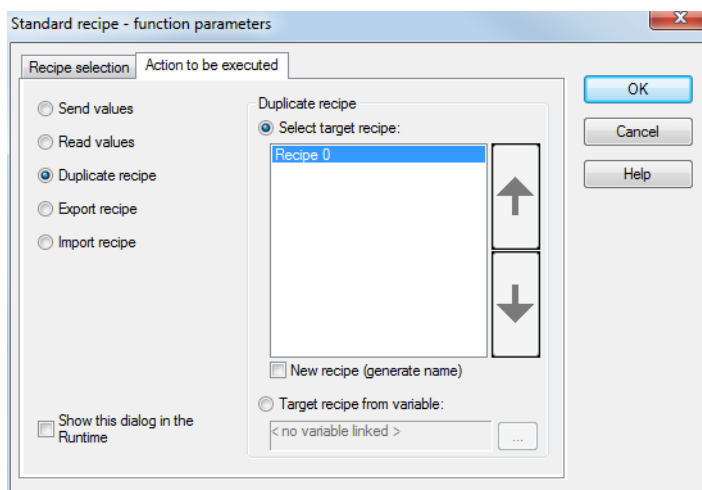 Standard recipe - function parameters
Recipe selection
Action to be executed
Send values
Read values
Duplicate recipe
Export recipe
Import recipe
Show this dialog in the
Runtime
Duplicate recipe
Select target recipe:
Recipe 0
New recipe (generate name)
Target recipe from variable:
< no variable linked >
...
OK
Cancel
Help